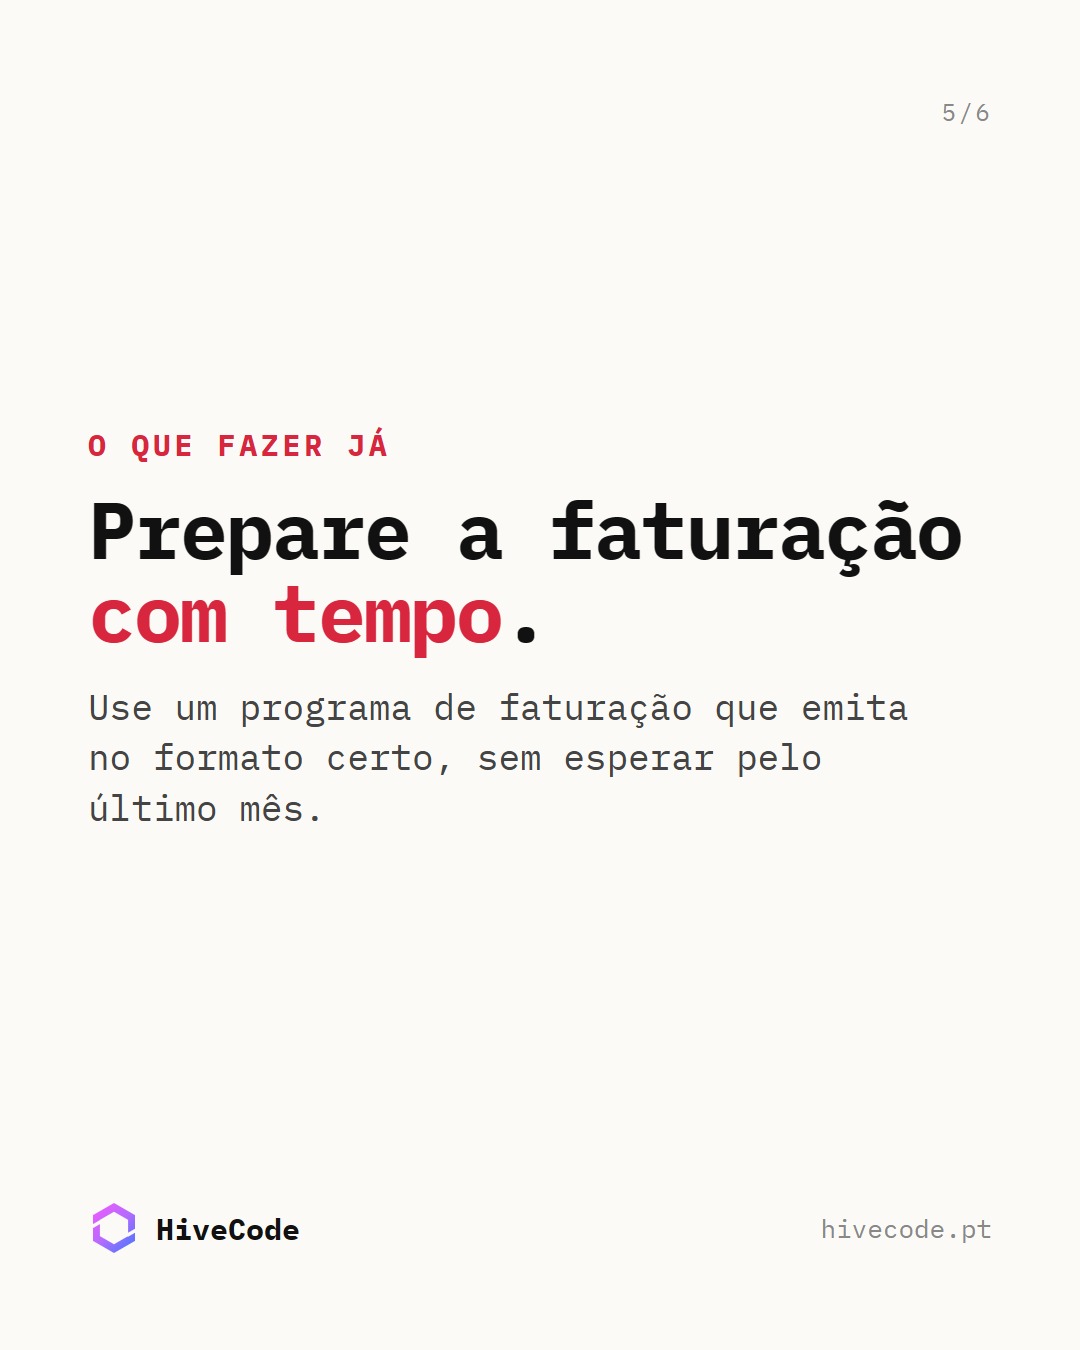 5/6
O QUE FAZER JÁ
Prepare a faturação
com tempo.
Use um programa de faturação que emita
no formato certo, sem esperar pelo
último mês.
HiveCode
hivecode.pt